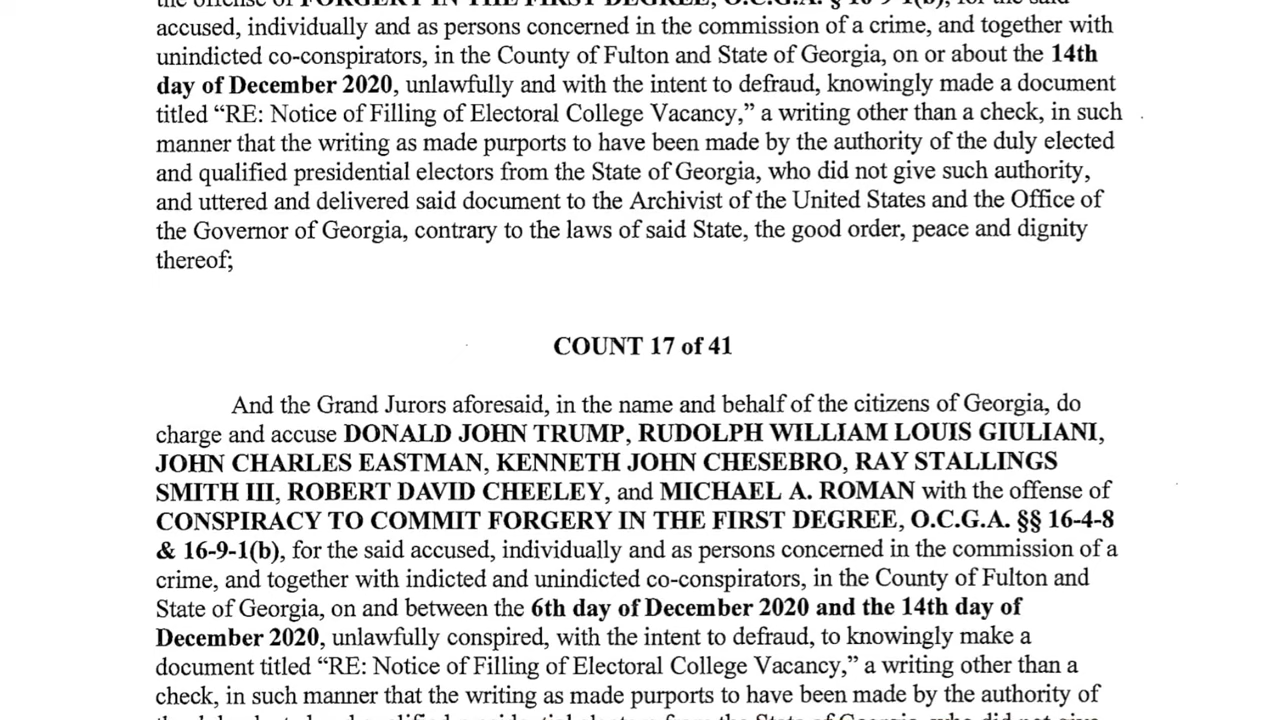 the offense of FORGERY IN THE FIRST DEGREE, O.C.G.A. § 16-9-1(b), for the said
accused, individually and as persons concerned in the commission of a crime, and together with
unindicted co-conspirators, in the County of Fulton and State of Georgia, on or about the 14th
day of December 2020, unlawfully and with the intent to defraud, knowingly made a document
titled “RE: Notice of Filling of Electoral College Vacancy,” a writing other than a check, in such
manner that the writing as made purports to have been made by the authority of the duly elected
and qualified presidential electors from the State of Georgia, who did not give such authority,
and uttered and delivered said document to the Archivist of the United States and the Office of
the Governor of Georgia, contrary to the laws of said State, the good order, peace and dignity
thereof;
COUNT 17 of 41
And the Grand Jurors aforesaid, in the name and behalf of the citizens of Georgia, do
charge and accuse DONALD JOHN TRUMP, RUDOLPH WILLIAM LOUIS GIULIANI,
JOHN CHARLES EASTMAN, KENNETH JOHN CHESEBRO, RAY STALLINGS
SMITH III, ROBERT DAVID CHEELEY, and MICHAEL A. ROMAN with the offense of
CONSPIRACY TO COMMIT FORGERY IN THE FIRST DEGREE, O.C.G.A. §§ 16-4-8
& 16-9-1(b), for the said accused, individually and as persons concerned in the commission of a
crime, and together with indicted and unindicted co-conspirators, in the County of Fulton and
State of Georgia, on and between the 6th day of December 2020 and the 14th day of
December 2020, unlawfully conspired, with the intent to defraud, to knowingly make a
document titled “RE: Notice of Filling of Electoral College Vacancy,” a writing other than a
check, in such manner that the writing as made purports to have been made by the authority of